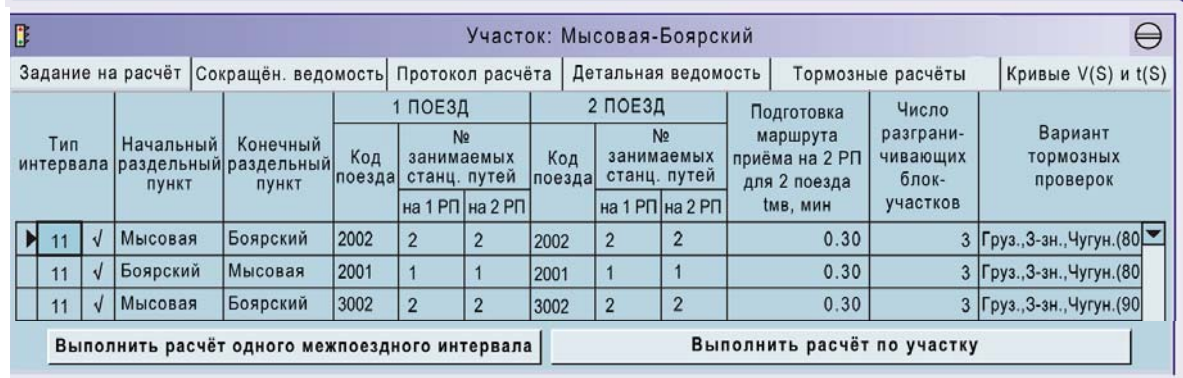 Участок: Мысовая-Боярский
Задание на расчёт Сокращён. ведомость Протокол расчёта Детальная ведомость Тормозные расчёты Кривые V(S) и t(S)
Тип интервала
Начальный раздельный пункт
Конечный раздельный пункт
1 ПОЕЗД
Код поезда
№ занимаемых станц. путей
на 1 РП на 2 РП
2 ПОЕЗД
Код поезда
№ занимаемых станц. путей
на 1 РП на 2 РП
Подготовка маршрута приёма на 2 РП для 2 поезда tмв, мин
Число разграни- чивающих блок- участков
Вариант тормозных проверок
11 √ Мысовая Боярский 2002 2 2 2002 2 2 0.30 3 Груз.,З-зн.,Чугун.(80
11 √ Боярский Мысовая 2001 1 1 2001 1 1 0.30 3 Груз.,З-зн.,Чугун.(80
11 √ Мысовая Боярский 3002 2 2 3002 2 2 0.30 3 Груз.,З-зн.,Чугун.(90
Выполнить расчёт одного межпоездного интервала Выполнить расчёт по участку